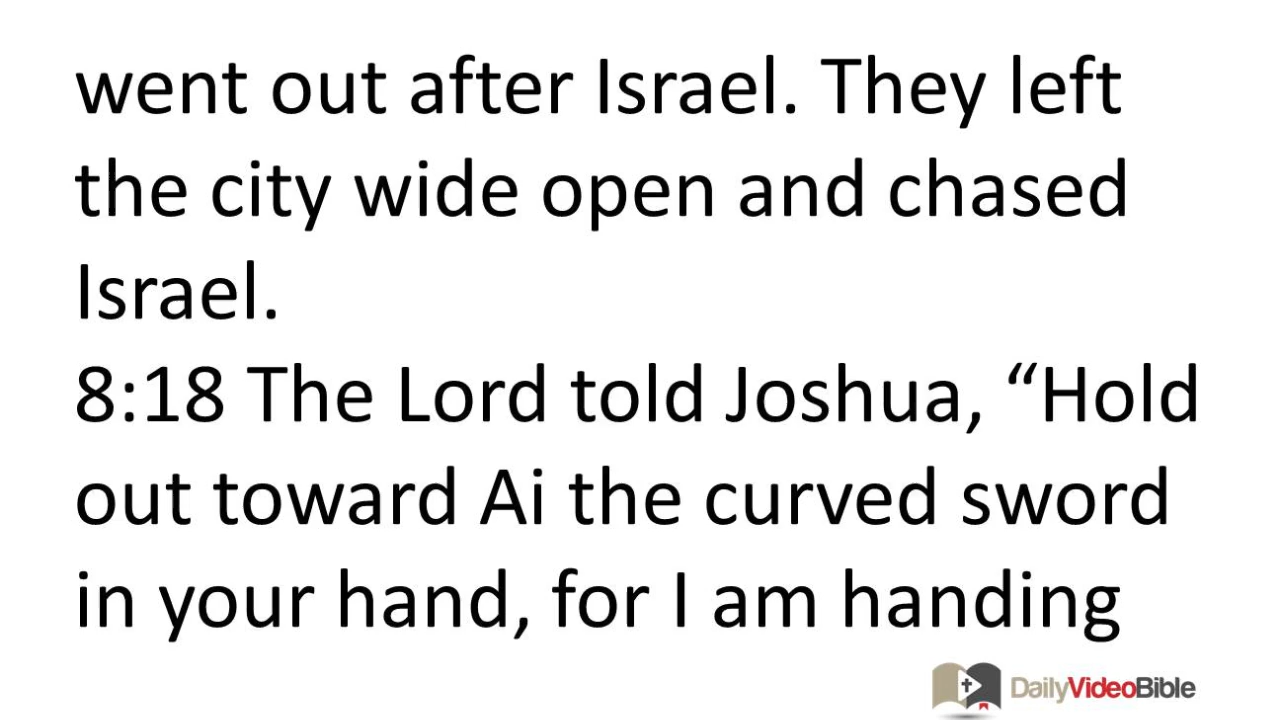 went out after Israel. They left
the city wide open and chased
Israel.
8:18 The Lord told Joshua, “Hold
out toward Ai the curved sword
in your hand, for I am handing
DailyVideoBible